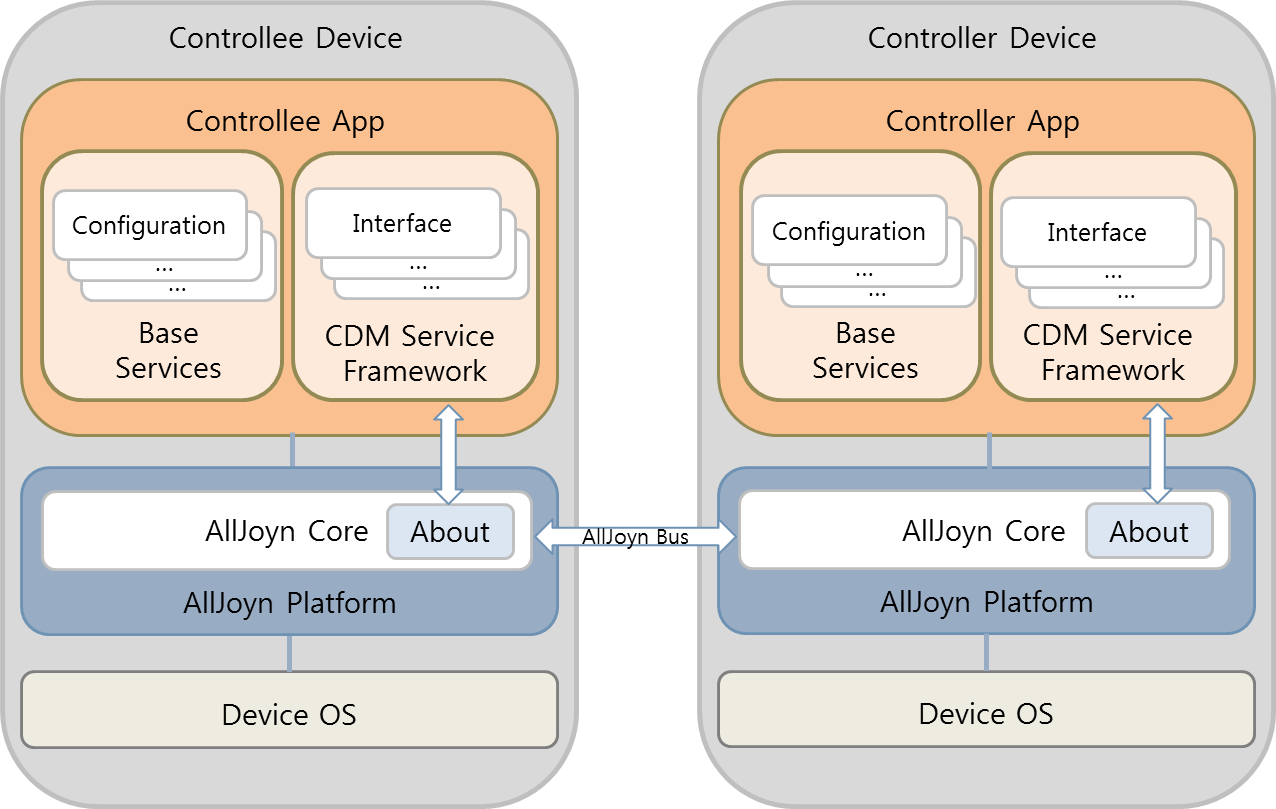 Controllee Device
Controllee App
Configuration
...
...
Base
Services
Interface
...
...
CDM Service
Framework
AllJoyn Core
About
AllJoyn Platform
Device OS
AllJoyn Bus
Controller Device
Controller App
Configuration
...
...
Base
Services
Interface
...
...
CDM Service
Framework
AllJoyn Core
About
AllJoyn Platform
Device OS